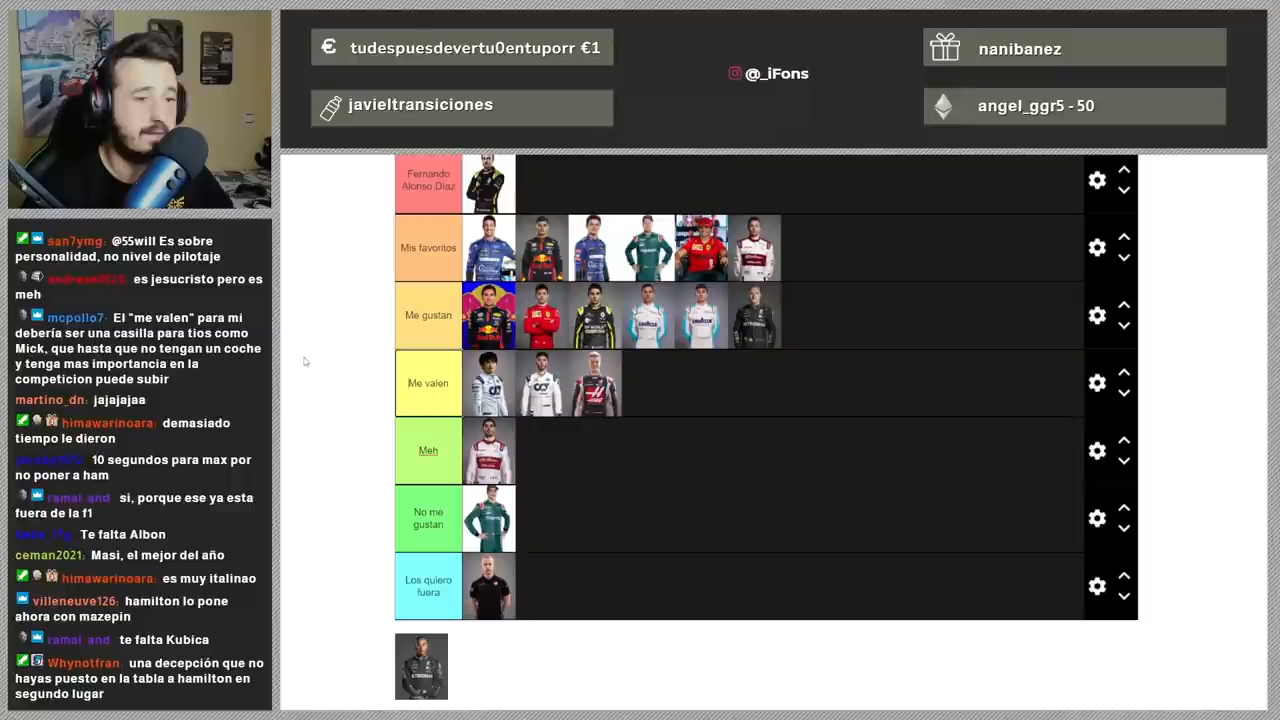 € tudespuesdevertu0entuporr €1
javieltransiciones
@_iFons
nanibanez
angel_ggr5 - 50
san7ymg: @55will Es sobre
personalidad, no nivel de pilotaje
es jesucristo pero es
meh
mcpollo7: El "me valen" para mi
debería ser una casilla para tios como
Mick, que hasta que no tengan un coche
y tenga mas importancia en la
competicion puede subir
martino_dn: jajajajaa
himawarinoara: demasiado
tiempo le dieron
10 segundos para max por
no poner a ham
ramal_and si, porque ese ya esta
fuera de la f1
Te falta Albon
ceman2021: Masi, el mejor del año
himawarinoara: es muy italinao
villeneuve126: hamilton lo pone
ahora con mazepin
ramal_and te falta Kubica
Whynotfran: una decepción que no
hayas puesto en la tabla a hamilton en
segundo lugar
Fernando
Alonso Diaz
Mis favoritos
Me gustan
Me valen
Meh
No me
gustan
Los quiero
fuera